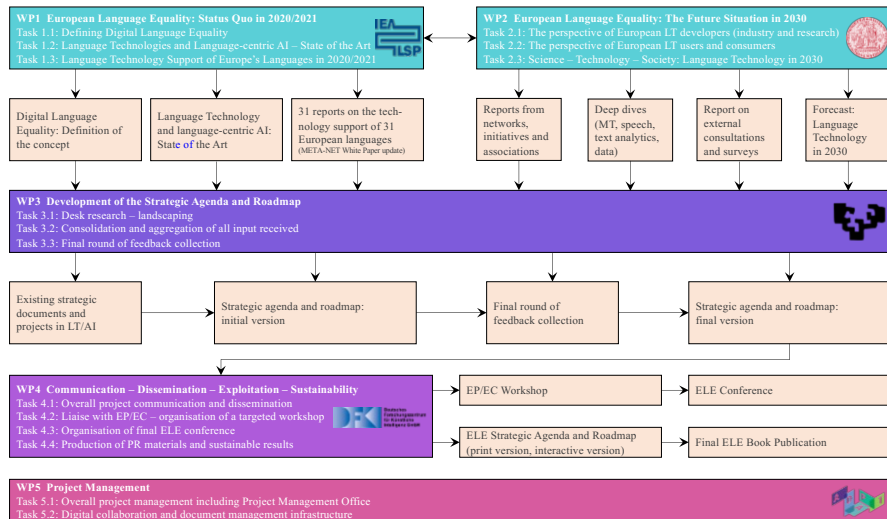 WP1 European Language Equality: Status Quo in 2020/2021
Task 1.1: Defining Digital Language Equality
Task 1.2: Language Technologies and Language-centric AI – State of the Art
Task 1.3: Language Technology Support of Europe's Languages in 2020/2021
ILSP
WP2 European Language Equality: The Future Situation in 2030
Task 2.1: The perspective of European LT developers (industry and research)
Task 2.2: The perspective of European LT users and consumers
Task 2.3: Science – Technology – Society: Language Technology in 2030
Digital Language
Equality: Definition of
the concept
Language Technology
and language-centric AI:
State of the Art
31 reports on the tech-
nology support of 31
European languages
(META-NET White Paper update)
Reports from
networks,
initiatives and
associations
Deep dives
(MT, speech,
text analytics,
data)
Report on
external
consultations
and surveys
Forecast:
Language
Technology
in 2030
WP3 Development of the Strategic Agenda and Roadmap
Task 3.1: Desk research – landscaping
Task 3.2: Consolidation and aggregation of all input received
Task 3.3: Final round of feedback collection
Existing strategic
documents and
projects in LT/AI
Strategic agenda and roadmap:
initial version
Final round of
feedback collection
Strategic agenda and roadmap:
final version
WP4 Communication – Dissemination – Exploitation – Sustainability
Task 4.1: Overall project communication and dissemination
Task 4.2: Liaise with EP/EC – organisation of a targeted workshop
Task 4.3: Organisation of final ELE conference
Task 4.4: Production of PR materials and sustainable results
EP/EC Workshop
ELE Conference
ELE Strategic Agenda and Roadmap
(print version, interactive version)
Final ELE Book Publication
WP5 Project Management
Task 5.1: Overall project management including Project Management Office
Task 5.2: Digital collaboration and document management infrastructure